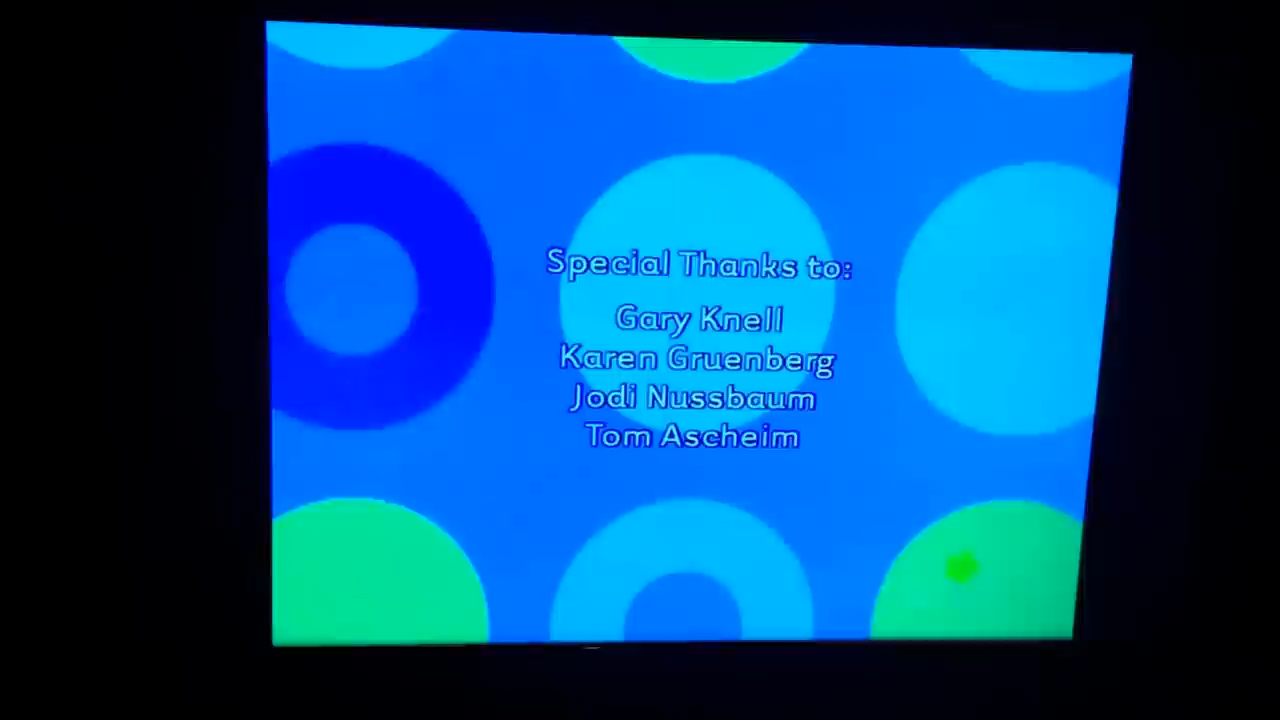 Special Thanks to:
Gary Knell
Karen Gruenberg
Jodi Nussbaum
Tom Ascheim